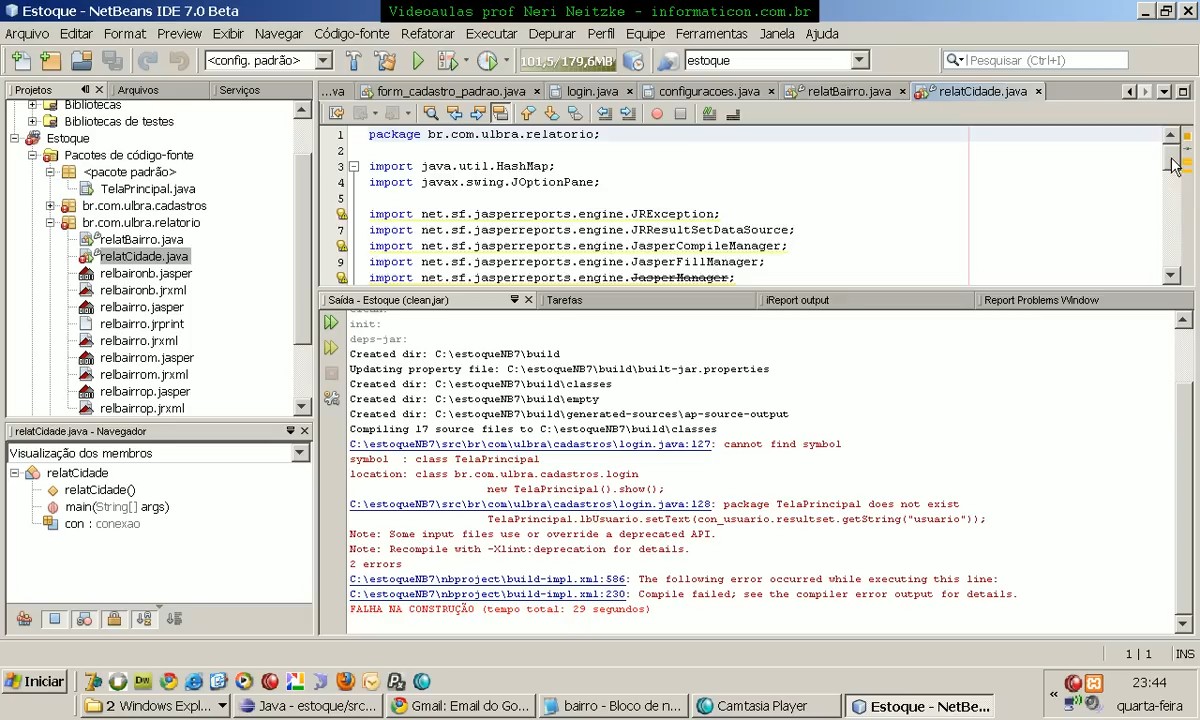 Estoque - NetBeans IDE 7.0 Beta
Videoaulas prof Neri Neitzke - informaticon.com.br
Arquivo Editar Format Preview Exibir Navegar Código-fonte Refatorar Executar Depurar Perfil Equipe Ferramentas Janela Ajuda
<config. padrão>
101,5/179,6MB
estoque
Pesquisar (Ctrl+I)
Projetos
Arquivos
Serviços
...va
form_cadastro_padrao.java
login.java
configuracoes.java
relatBairro.java
relatCidade.java
Bibliotecas
Bibliotecas de testes
Estoque
Pacotes de código-fonte
<pacote padrão>
TelaPrincipal.java
br.com.ulbra.cadastros
br.com.ulbra.relatorio
relatBairro.java
relatCidade.java
relbaironb.jasper
relbaironb.jrxml
relbairro.jasper
relbairro.jrprint
relbairro.jrxml
relbairrom.jasper
relbairrom.jrxml
relbairrop.jasper
relbairrop.jrxml
1 package br.com.ulbra.relatorio;
2
3 import java.util.HashMap;
4 import javax.swing.JOptionPane;
5
import net.sf.jasperreports.engine.JRException;
7 import net.sf.jasperreports.engine.JRResultSetDataSource;
import net.sf.jasperreports.engine.JasperCompileManager;
9 import net.sf.jasperreports.engine.JasperFillManager;
import net.sf.jasperreports.engine.JasperManager;
Saída - Estoque (clean,jar)
Tarefas
iReport output
Report Problems Window
clean:
init:
deps-jar:
Created dir: C:\estoqueNB7\build
Updating property file: C:\estoqueNB7\build\built-jar.properties
Created dir: C:\estoqueNB7\build\classes
Created dir: C:\estoqueNB7\build\empty
Created dir: C:\estoqueNB7\build\generated-sources\ap-source-output
Compiling 17 source files to C:\estoqueNB7\build\classes
C:\estoqueNB7\src\br\com\ulbra\cadastros\login.java:127: cannot find symbol
symbol  : class TelaPrincipal
location: class br.com.ulbra.cadastros.login
new TelaPrincipal().show();
C:\estoqueNB7\src\br\com\ulbra\cadastros\login.java:128: package TelaPrincipal does not exist
TelaPrincipal.lbUsuario.setText(con_usuario.resultset.getString("usuario"));
Note: Some input files use or override a deprecated API.
Note: Recompile with -Xlint:deprecation for details.
2 errors
C:\estoqueNB7\nbproject\build-impl.xml:586: The following error occurred while executing this line:
C:\estoqueNB7\nbproject\build-impl.xml:230: Compile failed; see the compiler error output for details.
FALHA NA CONSTRUÇÃO (tempo total: 29 segundos)
relatCidade.java - Navegador
Visualização dos membros
relatCidade
relatCidade()
main(String[] args)
con : conexao
1 | 1
INS
Iniciar
Dw
2 Windows Expl...
Java - estoque/src...
Gmail: Email do Go...
bairro - Bloco de n...
Camtasia Player
Estoque - NetBe...
«
23:44
quarta-feira